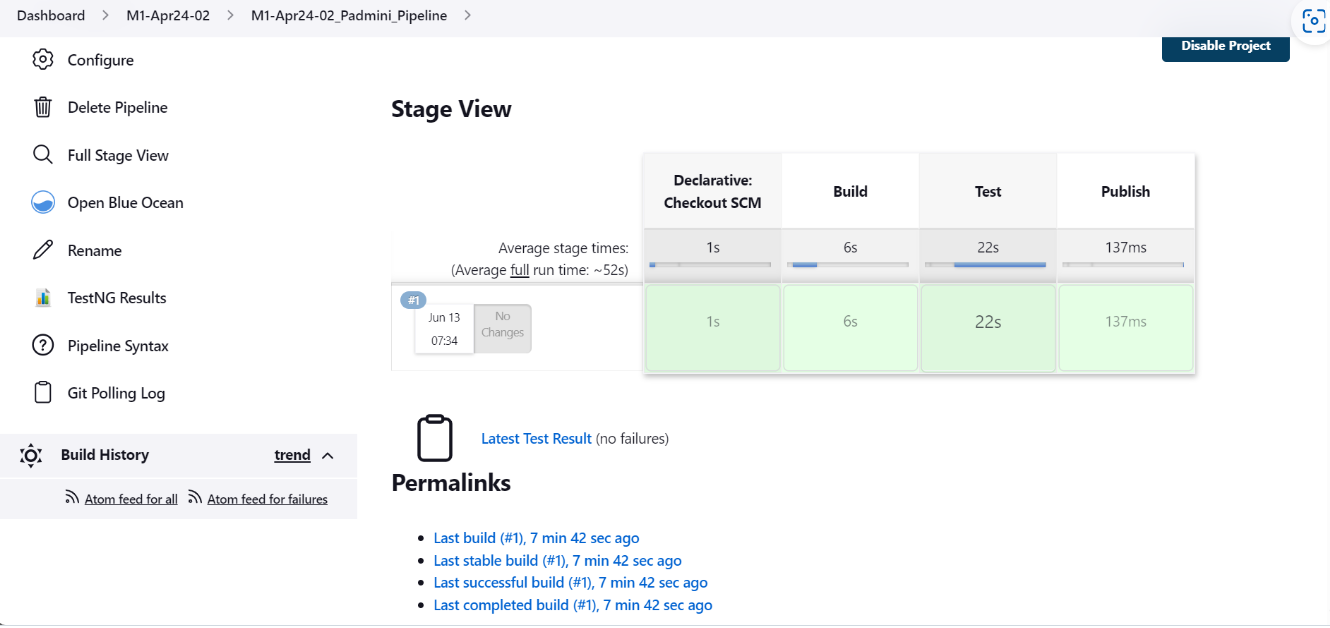 Dashboard > M1-Apr24-02 > M1-Apr24-02_Padmini_Pipeline >
Disable Project
Configure
Delete Pipeline
Full Stage View
Open Blue Ocean
Rename
TestNG Results
Pipeline Syntax
Git Polling Log
Build History trend
Atom feed for all Atom feed for failures
Stage View
Declarative:
Checkout SCM
Build
Test
Publish
Average stage times:
(Average full run time: ~52s)
1s 6s 22s 137ms
#1
Jun 13
07:34
No
Changes
1s 6s 22s 137ms
Latest Test Result (no failures)
Permalinks
• Last build (#1), 7 min 42 sec ago
• Last stable build (#1), 7 min 42 sec ago
• Last successful build (#1), 7 min 42 sec ago
• Last completed build (#1), 7 min 42 sec ago